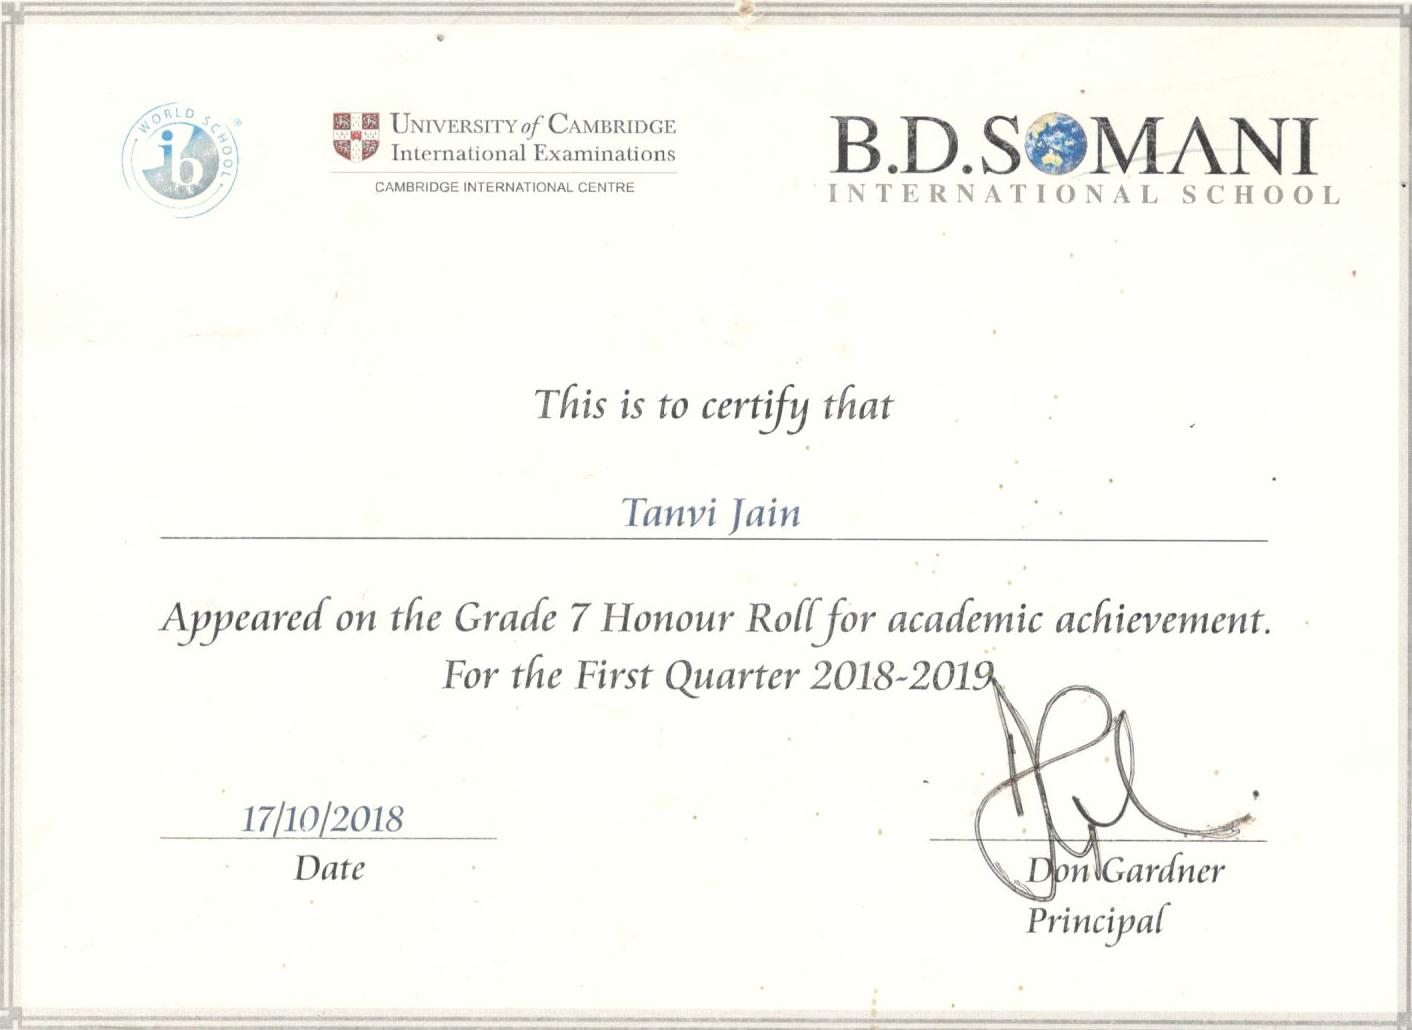 WORLD SCHOOL
ib
UNIVERSITY of CAMBRIDGE
International Examinations
CAMBRIDGE INTERNATIONAL CENTRE
B.D.SOMANI
INTERNATIONAL SCHOOL
This is to certify that
Tanvi Jain
Appeared on the Grade 7 Honour Roll for academic achievement.
For the First Quarter 2018-2019
17/10/2018
Date
Don Gardner
Principal